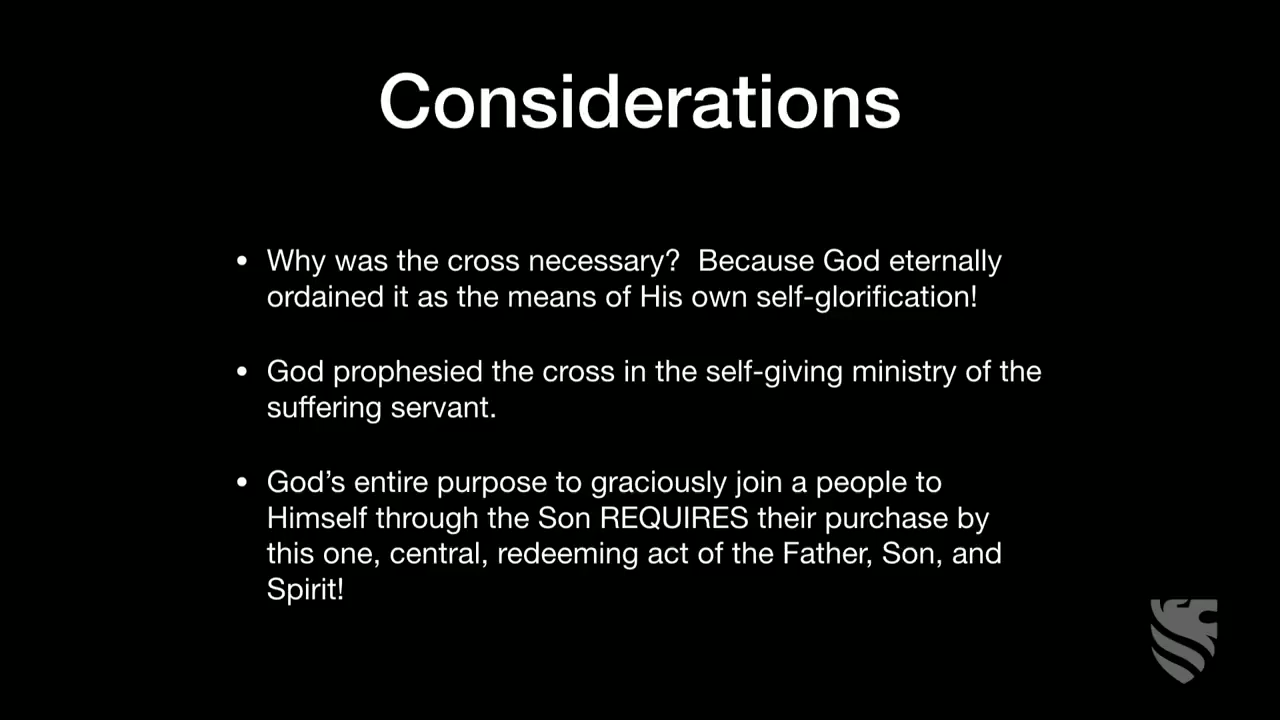 Considerations
• Why was the cross necessary?  Because God eternally
ordained it as the means of His own self-glorification!
• God prophesied the cross in the self-giving ministry of the
suffering servant.
• God’s entire purpose to graciously join a people to
Himself through the Son REQUIRES their purchase by
this one, central, redeeming act of the Father, Son, and
Spirit!